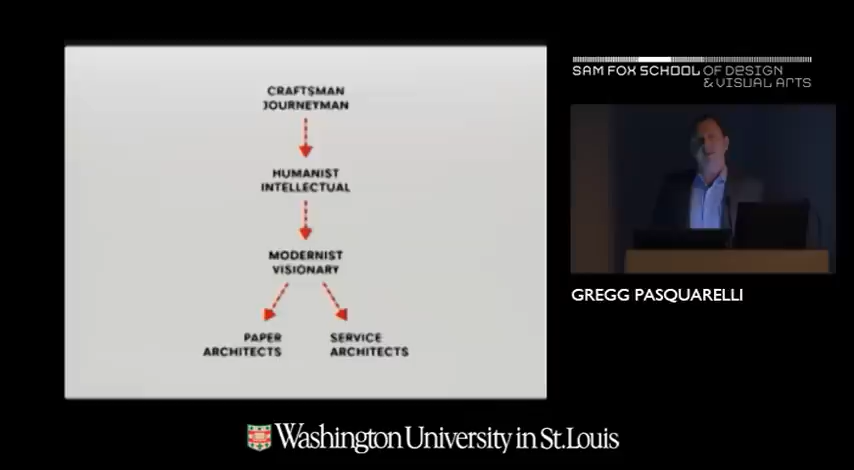 CRAFTSMAN
JOURNEYMAN
HUMANIST
INTELLECTUAL
MODERNIST
VISIONARY
PAPER
ARCHITECTS
SERVICE
ARCHITECTS
SAM FOX SCHOOL OF DESIGN
& VISUAL ARTS
GREGG PASQUARELLI
Washington University in St. Louis